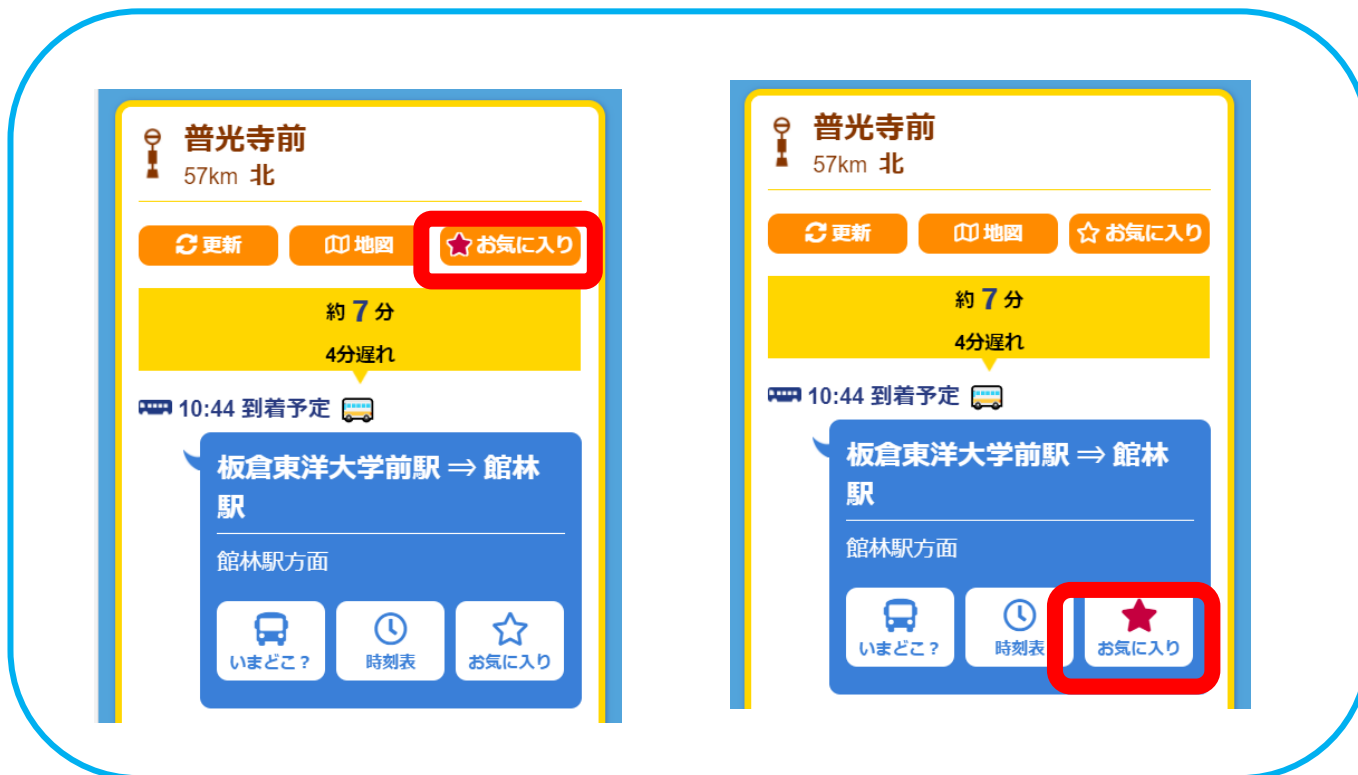 普光寺前
57km 北
更新 地図 お気に入り
約 7 分
4分遅れ
10:44 到着予定
板倉東洋大学前駅 ⇒ 館林
駅
館林駅方面
いまどこ? 時刻表 お気に入り
普光寺前
57km 北
更新 地図 お気に入り
約 7 分
4分遅れ
10:44 到着予定
板倉東洋大学前駅 ⇒ 館林
駅
館林駅方面
いまどこ? 時刻表 お気に入り